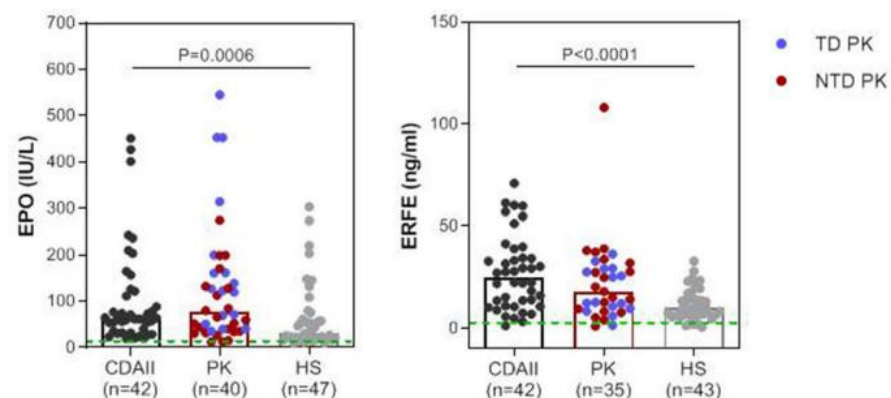 700
600
500
400
300
200
100
0
EPO (IU/L)
P=0.0006
CDAII
(n=42)
PK
(n=40)
HS
(n=47)
150
100
50
0
ERFE (ng/ml)
P<0.0001
CDAII
(n=42)
PK
(n=35)
HS
(n=43)
TD PK
NTD PK